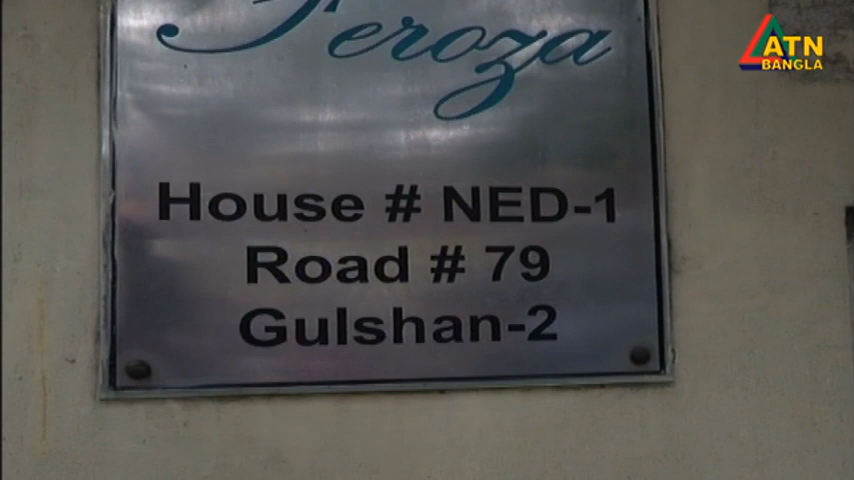 Feroza
House # NED-1
Road # 79
Gulshan-2
ATN
BANGLA